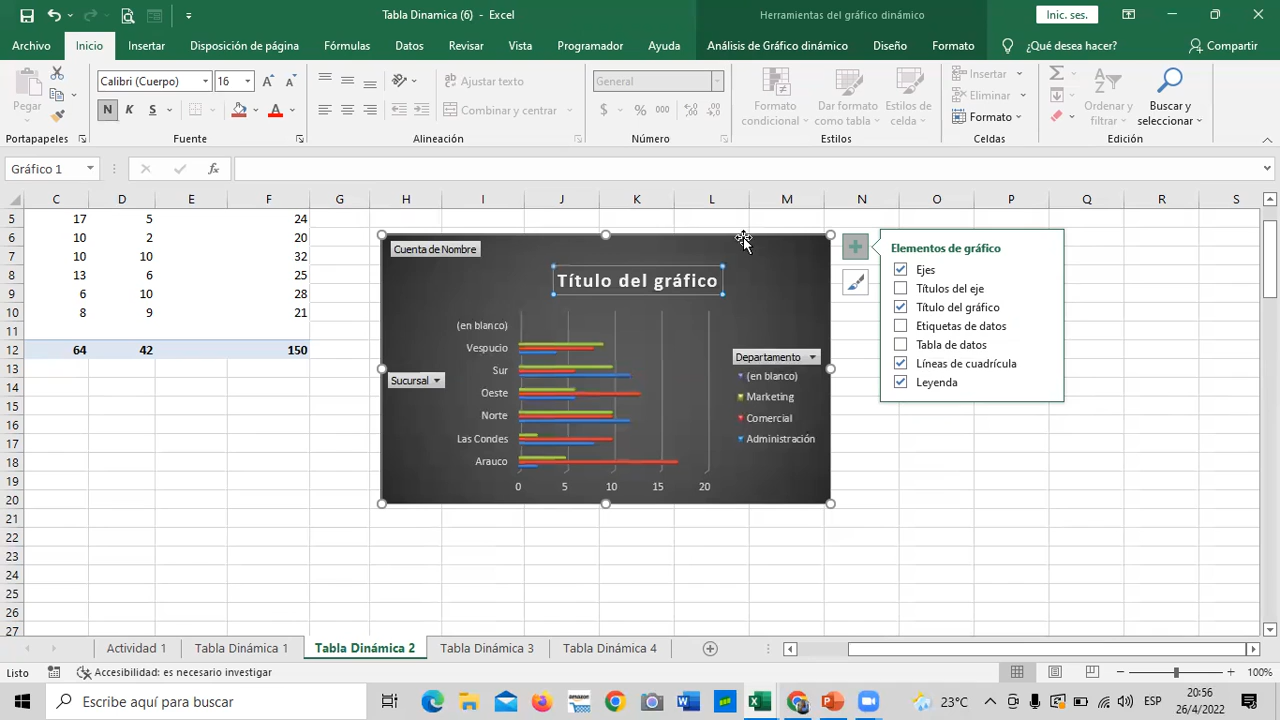 Tabla Dinamica (6) - Excel
Herramientas del gráfico dinámico
Inic. ses.
Archivo Inicio Insertar Disposición de página Fórmulas Datos Revisar Vista Programador Ayuda Análisis de Gráfico dinámico Diseño Formato ¿Qué desea hacer? Compartir
Pegar
Calibri (Cuerpo) 16
N K S
Ajustar texto
Combinar y centrar
General
$ % 000
Formato condicional
Dar formato como tabla
Estilos de celda
Insertar
Eliminar
Formato
Ordenar y filtrar
Buscar y seleccionar
Portapapeles Fuente Alineación Número Estilos Celdas Edición
Gráfico 1 fx
C D E F G H I J K L M N O P Q R S
5 17 5 24
6 10 2 20
7 10 10 32
8 13 6 25
9 6 10 28
10 8 9 21
11
12 64 42 150
13
14
15
16
17
18
19
20
21
22
23
24
25
26
27
Cuenta de Nombre
Título del gráfico
(en blanco)
Vespucio
Sur
Oeste
Norte
Las Condes
Arauco
Sucursal
0 5 10 15 20
Departamento
(en blanco)
Marketing
Comercial
Administración
Elementos de gráfico
Ejes
Títulos del eje
Título del gráfico
Etiquetas de datos
Tabla de datos
Líneas de cuadrícula
Leyenda
Actividad 1 Tabla Dinámica 1 Tabla Dinámica 2 Tabla Dinámica 3 Tabla Dinámica 4
Listo Accesibilidad: es necesario investigar 100%
Escribe aquí para buscar
23°C ESP 20:56
26/4/2022